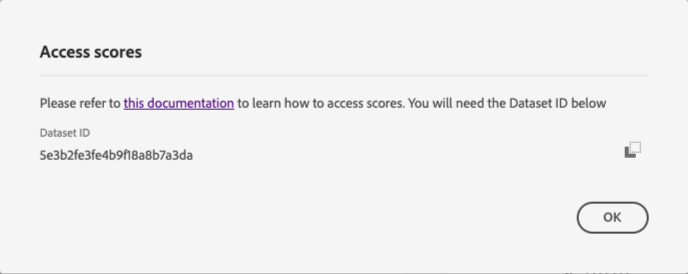 Access scores
Please refer to this documentation to learn how to access scores. You will need the Dataset ID below
Dataset ID
5e3b2fe3fe4b9f18a8b7a3da
OK